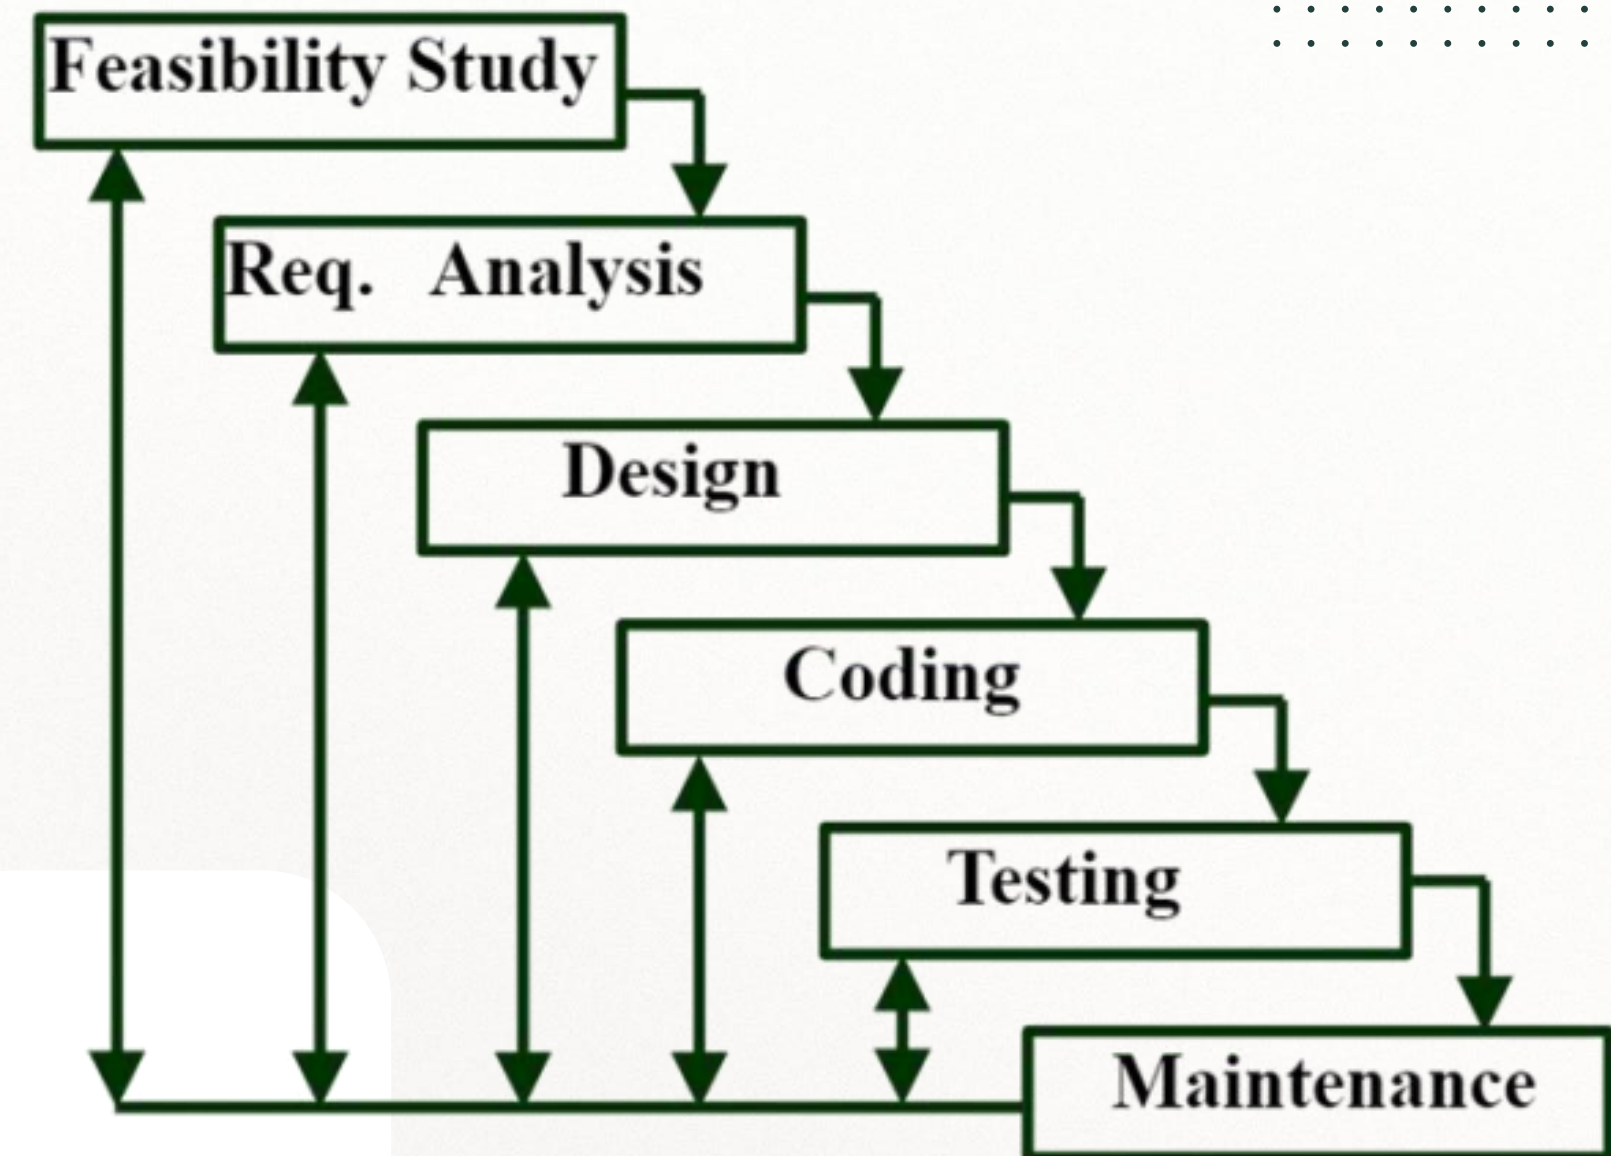 Feasibility Study
Req. Analysis
Design
Coding
Testing
Maintenance